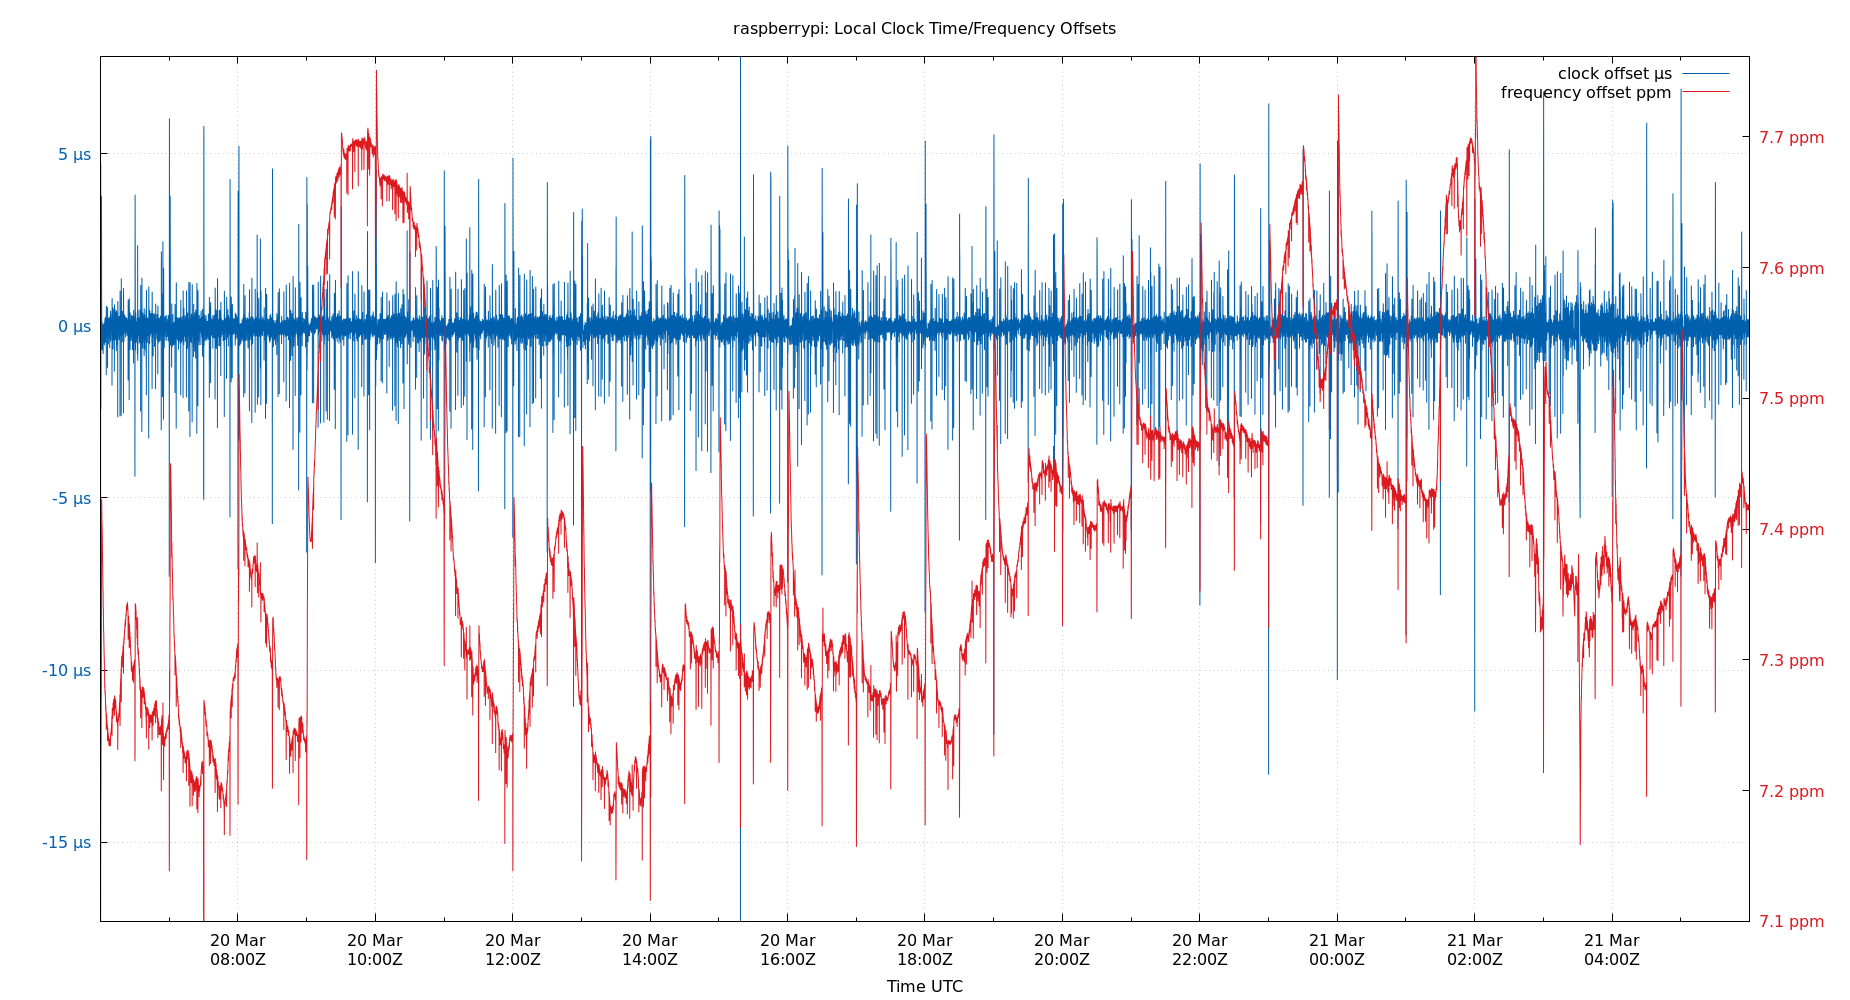 raspberrypi: Local Clock Time/Frequency Offsets
clock offset µs
frequency offset ppm
5 µs
0 µs
-5 µs
-10 µs
-15 µs
7.7 ppm
7.6 ppm
7.5 ppm
7.4 ppm
7.3 ppm
7.2 ppm
7.1 ppm
20 Mar 20 Mar 20 Mar 20 Mar 20 Mar 20 Mar 20 Mar 20 Mar 21 Mar 21 Mar 21 Mar
08:00Z 10:00Z 12:00Z 14:00Z 16:00Z 18:00Z 20:00Z 22:00Z 00:00Z 02:00Z 04:00Z
Time UTC